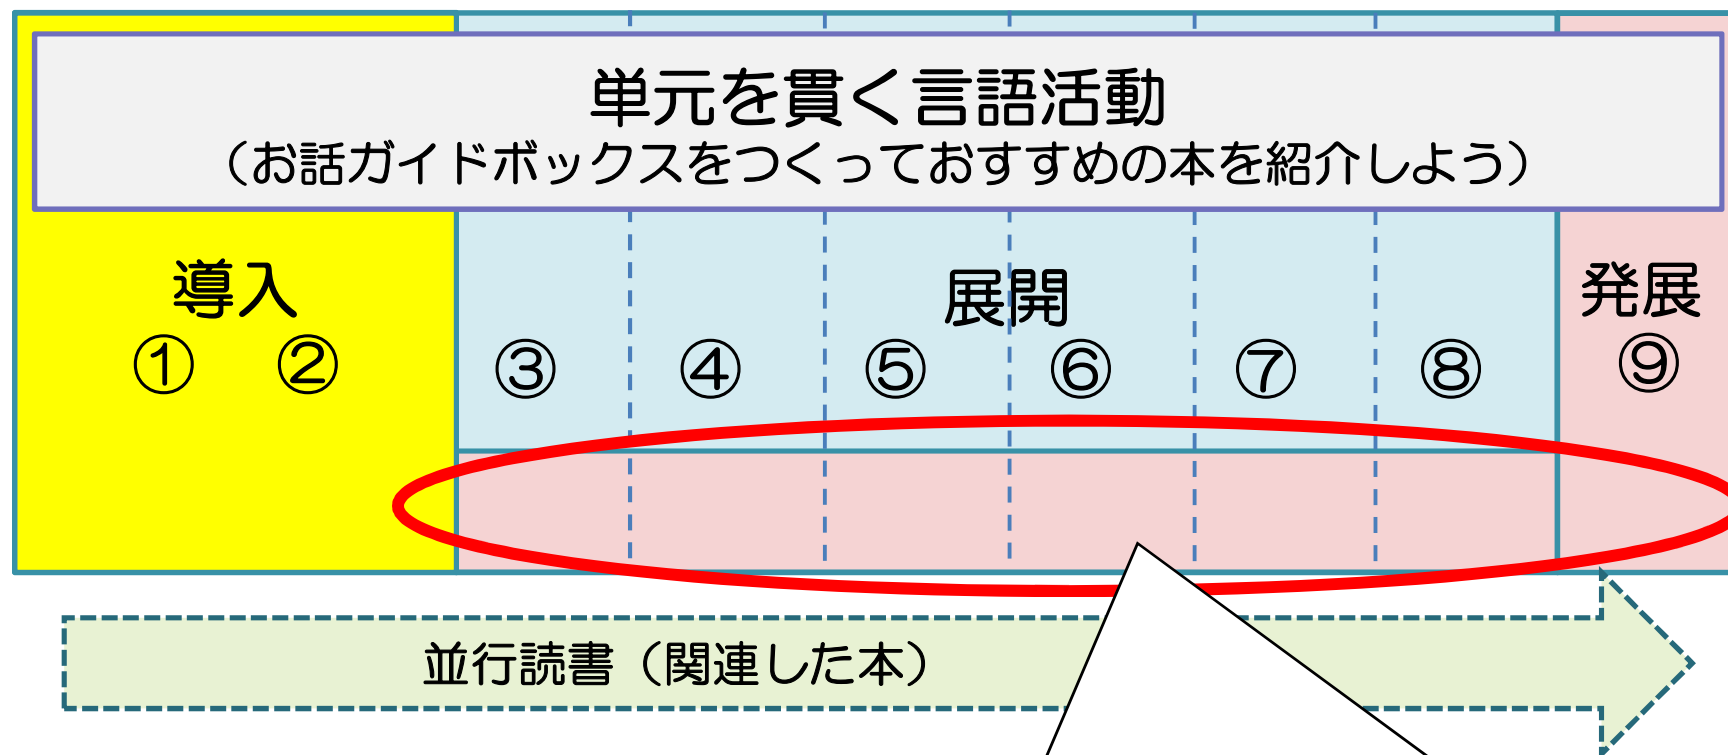 単元を貫く言語活動
（お話ガイドボックスをつくっておすすめの本を紹介しよう）
導入
① ②
展開
③ ④ ⑤ ⑥ ⑦ ⑧
発展
⑨
並行読書（関連した本）